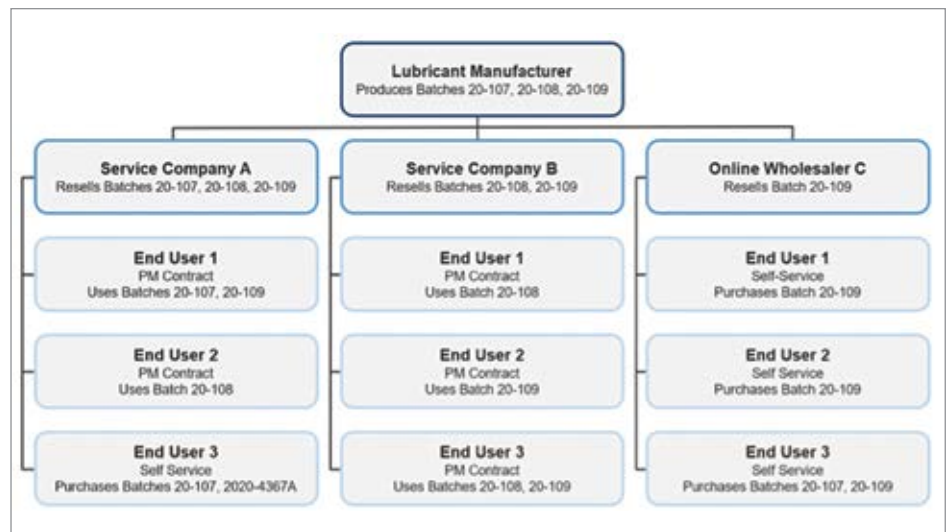 Lubricant Manufacturer
Produces Batches 20-107, 20-108, 20-109
Service Company A
Resells Batches 20-107, 20-108, 20-109
Service Company B
Resells Batches 20-108, 20-109
Online Wholesaler C
Resells Batch 20-109
End User 1
PM Contract
Uses Batches 20-107, 20-109
End User 1
PM Contract
Uses Batch 20-108
End User 1
Self-Service
Purchases Batch 20-109
End User 2
PM Contract
Uses Batch 20-108
End User 2
PM Contract
Uses Batch 20-109
End User 2
Self Service
Purchases Batch 20-109
End User 3
Self Service
Purchases Batches 20-107, 2020-4367A
End User 3
PM Contract
Uses Batches 20-108, 20-109
End User 3
Self Service
Purchases Batches 20-107, 20-109